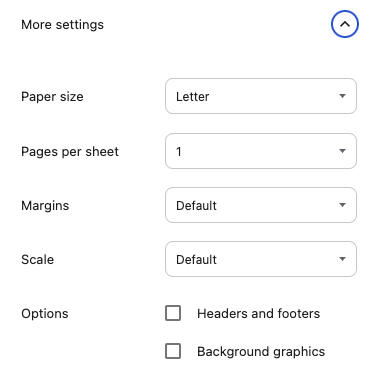 More settings
Paper size Letter
Pages per sheet 1
Margins Default
Scale Default
Options Headers and footers
Background graphics